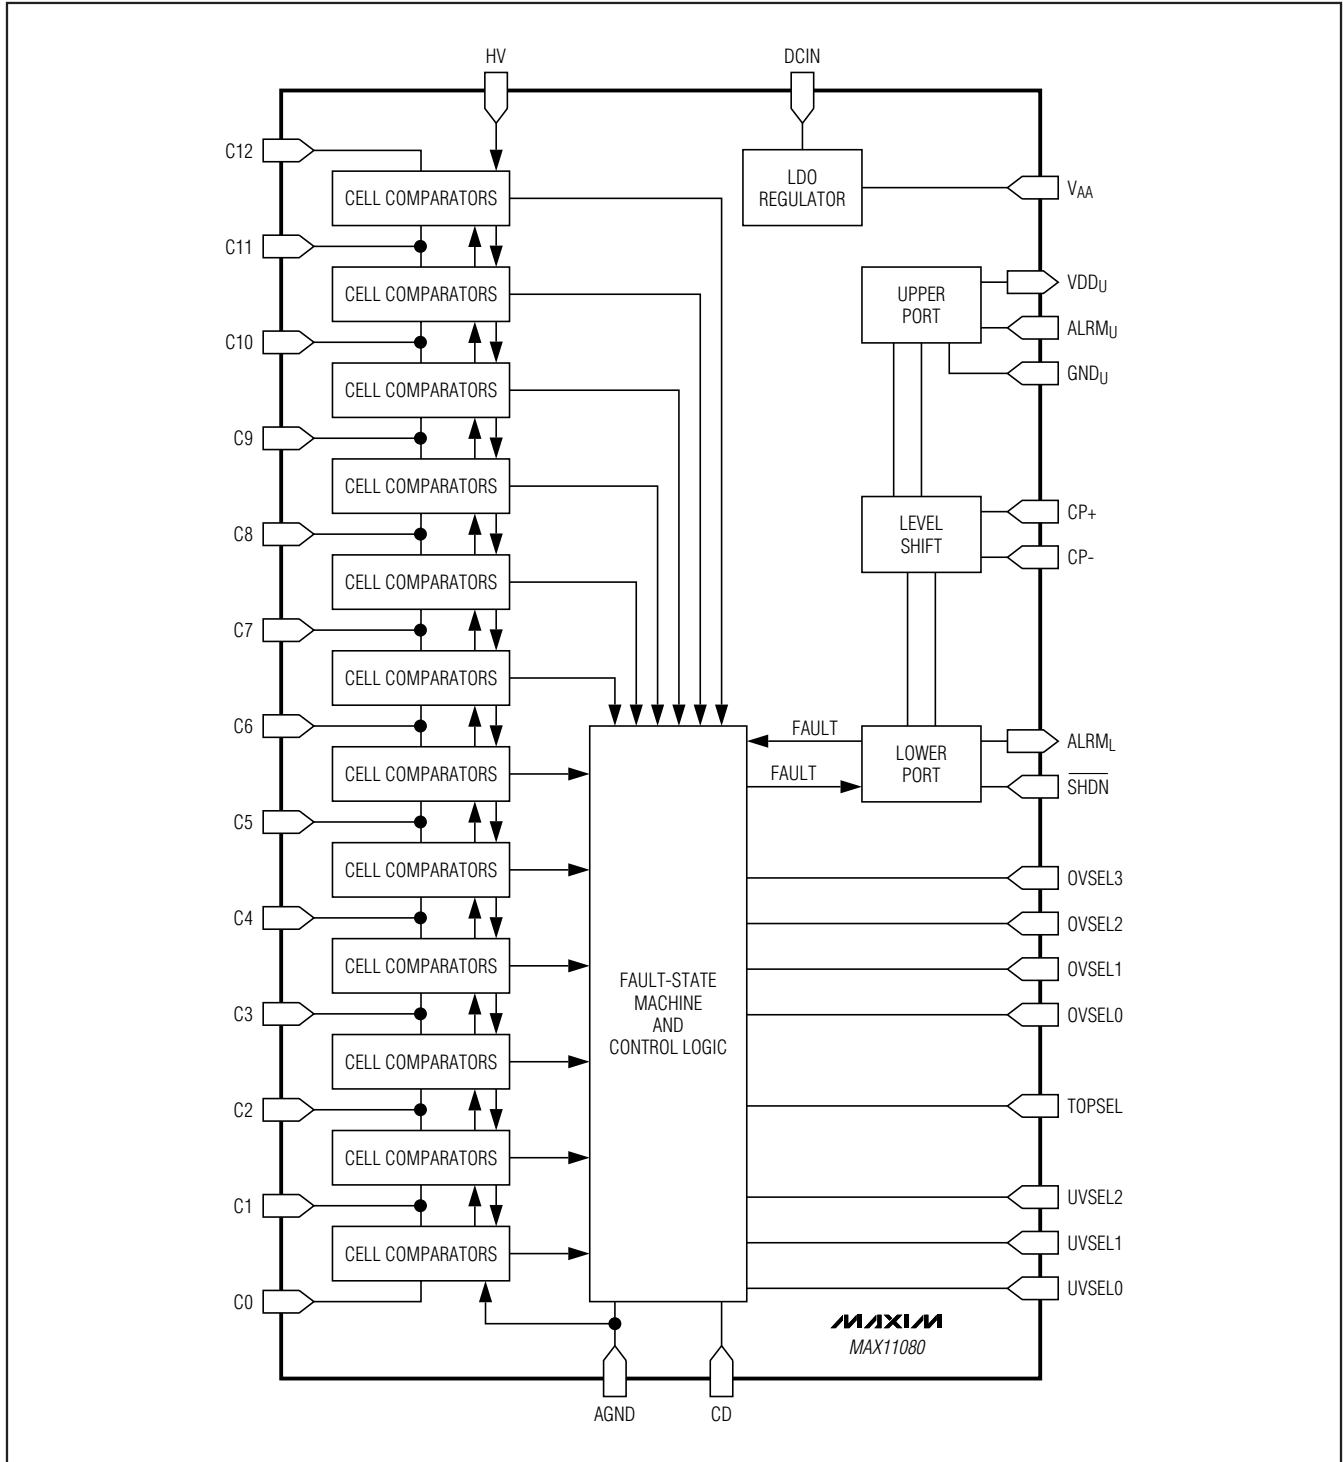 HV
DCIN
C12
CELL COMPARATORS
LDO
REGULATOR
VAA
C11
CELL COMPARATORS
UPPER
PORT
VDDU
ALRMU
GNDU
C10
CELL COMPARATORS
C9
CELL COMPARATORS
LEVEL
SHIFT
CP+
CP-
C8
CELL COMPARATORS
C7
CELL COMPARATORS
C6
FAULT
LOWER
PORT
ALRML
CELL COMPARATORS
FAULT
SHDN
C5
CELL COMPARATORS
OVSEL3
C4
OVSEL2
CELL COMPARATORS
OVSEL1
FAULT-STATE
MACHINE
AND
CONTROL LOGIC
C3
OVSEL0
CELL COMPARATORS
C2
TOPSEL
CELL COMPARATORS
C1
UVSEL2
UVSEL1
CELL COMPARATORS
UVSEL0
C0
MAXIM
MAX11080
AGND
CD